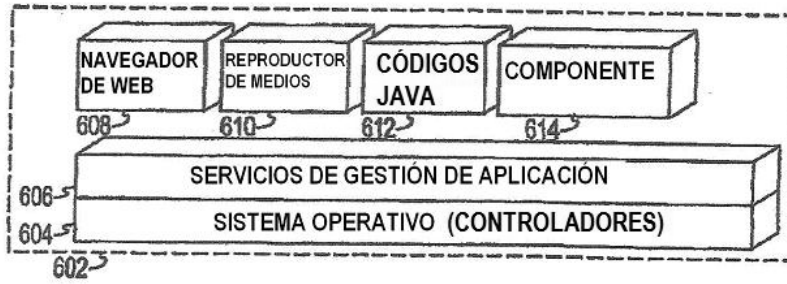 NAVEGADOR
DE WEB
REPRODUCTOR
DE MEDIOS
CÓDIGOS
JAVA
COMPONENTE
608
610
612
614
SERVICIOS DE GESTIÓN DE APLICACIÓN
606
SISTEMA OPERATIVO (CONTROLADORES)
604
602